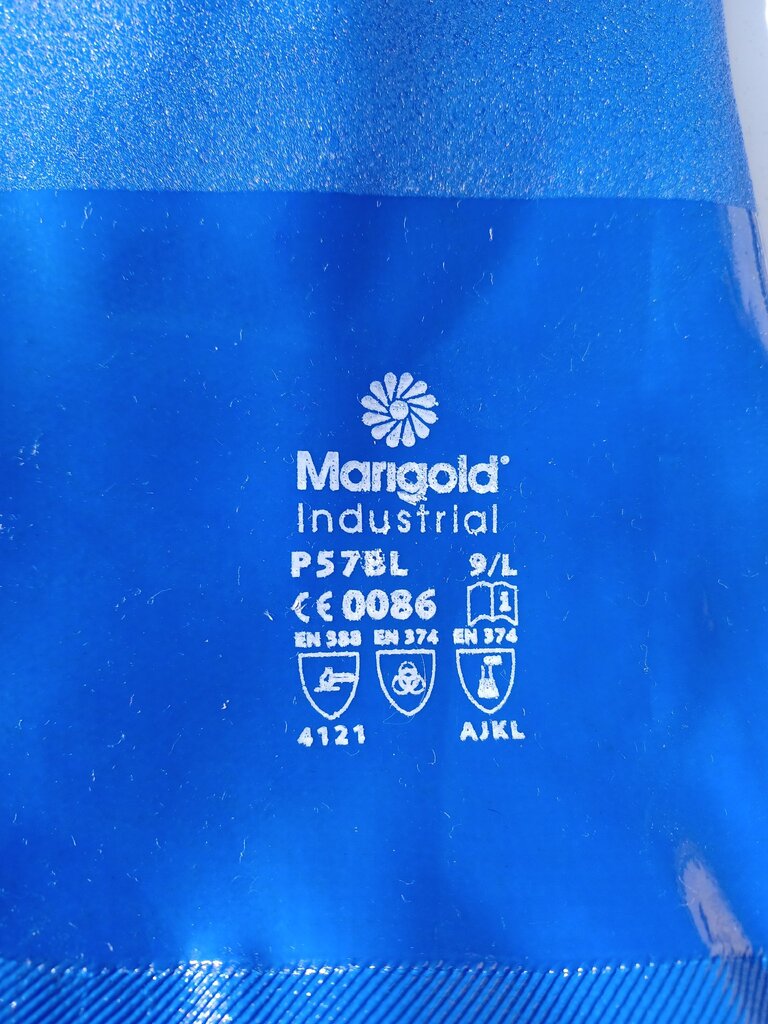 Marigold
Industrial
P57BL 9/L
CE 0086
EN 388 EN 374 EN 374
4121 AJKL